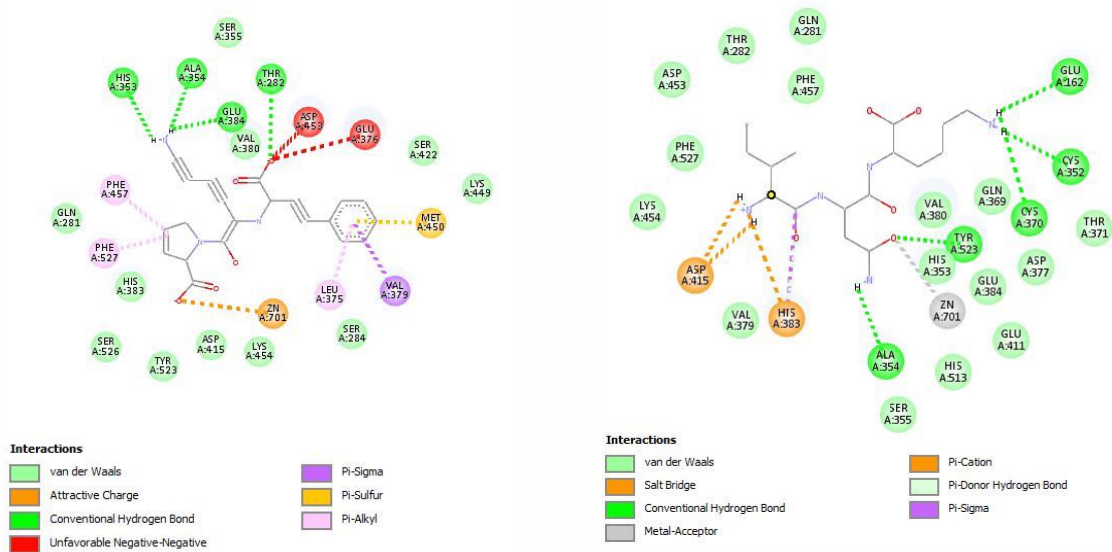 SER
A:355
HIS
A:353
ALA
A:354
THR
A:282
GLU
A:384
ASP
A:453
GLU
A:376
VAL
A:380
SER
A:422
LYS
A:449
PHE
A:457
GLN
A:281
MET
A:450
PHE
A:527
HIS
A:383
LEU
A:375
VAL
A:379
ZN
A:701
SER
A:284
SER
A:526
TYR
A:523
ASP
A:415
LYS
A:454
H
H
N
N
N
O
O
O
O
O
Interactions
van der Waals
Attractive Charge
Conventional Hydrogen Bond
Unfavorable Negative-Negative
Pi-Sigma
Pi-Sulfur
Pi-Alkyl
GLN
A:281
THR
A:282
ASP
A:453
PHE
A:457
GLU
A:162
PHE
A:527
CYS
A:352
LYS
A:454
VAL
A:380
GLN
A:369
CYS
A:370
THR
A:371
TYR
A:523
HIS
A:353
ASP
A:377
ASP
A:415
GLU
A:384
ZN
A:701
VAL
A:379
HIS
A:383
GLU
A:411
ALA
A:354
HIS
A:513
SER
A:355
Interactions
van der Waals
Salt Bridge
Conventional Hydrogen Bond
Metal-Acceptor
Pi-Cation
Pi-Donor Hydrogen Bond
Pi-Sigma